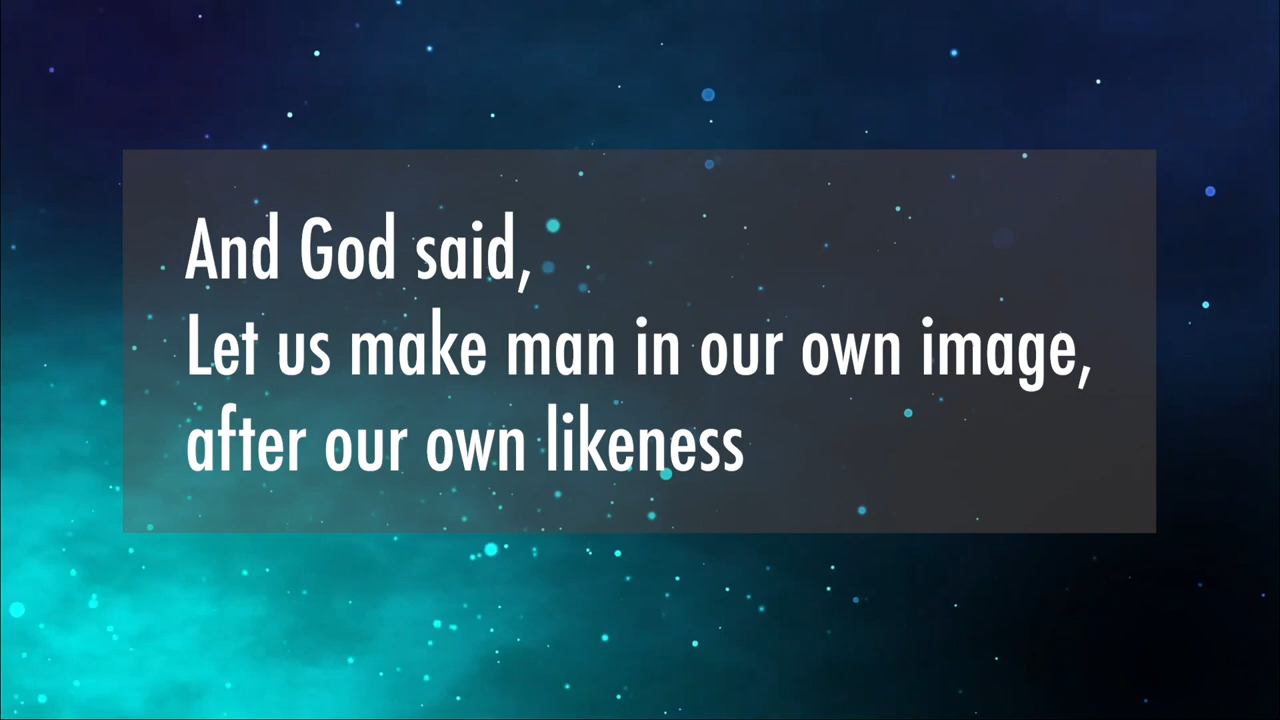 And God said,
Let us make man in our own image,
after our own likeness